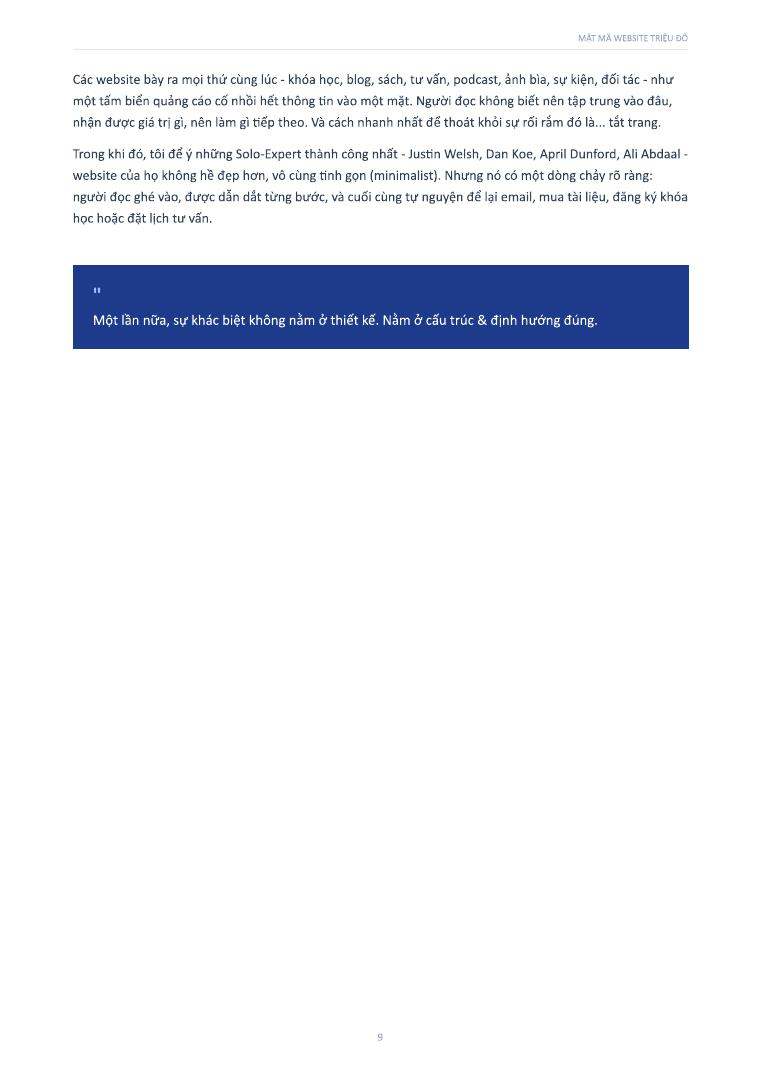 MẬT MÃ WEBSITE TRIỆU ĐÔ
Các website bày ra mọi thứ cùng lúc - khóa học, blog, sách, tư vấn, podcast, ảnh bìa, sự kiện, đối tác - như
một tấm biển quảng cáo cố nhồi hết thông tin vào một mặt. Người đọc không biết nên tập trung vào đâu,
nhận được giá trị gì, nên làm gì tiếp theo. Và cách nhanh nhất để thoát khỏi sự rối rắm đó là... tắt trang.
Trong khi đó, tôi để ý những Solo-Expert thành công nhất - Justin Welsh, Dan Koe, April Dunford, Ali Abdaal -
website của họ không hề đẹp hơn, vô cùng tinh gọn (minimalist). Nhưng nó có một dòng chảy rõ ràng:
người đọc ghé vào, được dẫn dắt từng bước, và cuối cùng tự nguyện để lại email, mua tài liệu, đăng ký khóa
học hoặc đặt lịch tư vấn.
"
Một lần nữa, sự khác biệt không nằm ở thiết kế. Nằm ở cấu trúc & định hướng đúng.
9